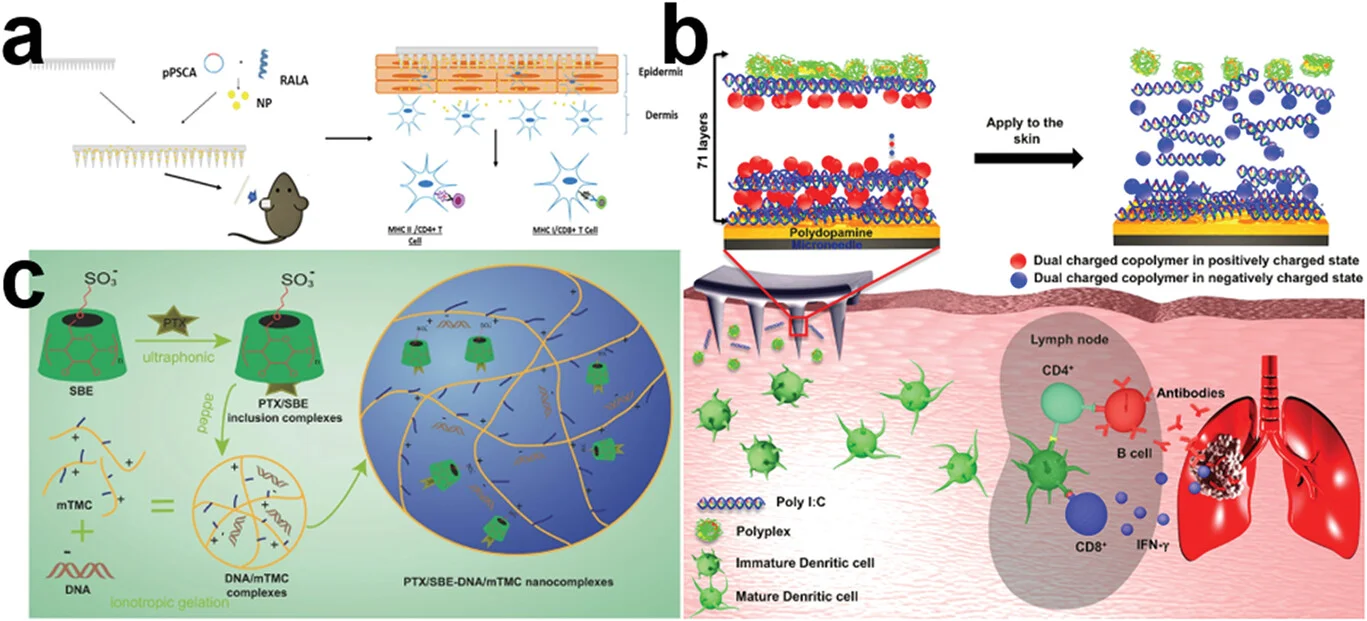 a
pPSCA
RALA
NP
Epidermis
Dermis
MHC II /CD4+ T
Cell
MHC I/CD8+ T Cell
b
71 layers
Polydopamine
Microneedle
Apply to the
skin
Dual charged copolymer in positively charged state
Dual charged copolymer in negatively charged state
Lymph node
CD4+
Antibodies
B cell
CD8+
IFN-γ
Poly I:C
Polyplex
Immature Denritic cell
Mature Denritic cell
c
SO3-
n
SBE
PTX
ultraphonic
SO3-
n
PTX/SBE
inclusion complexes
added
mTMC
+
-
DNA
=
DNA/mTMC
complexes
ionotropic gelation
PTX/SBE-DNA/mTMC nanocomplexes